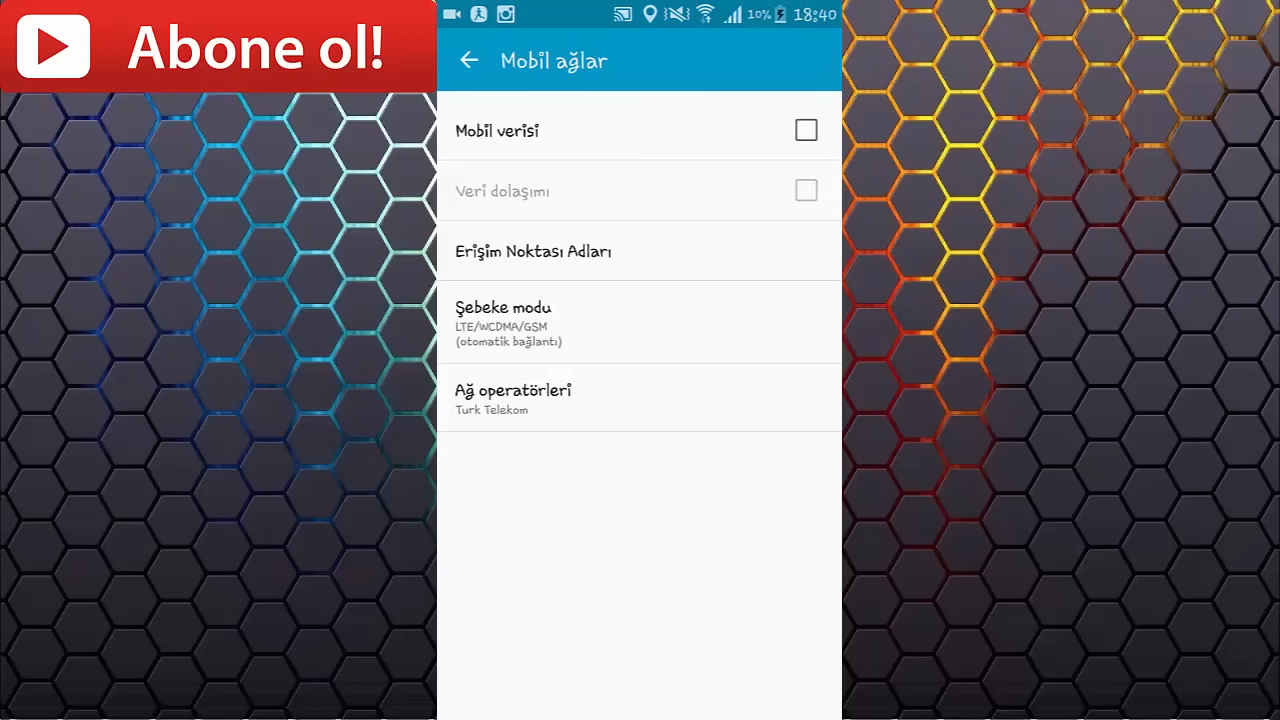 Abone ol!
10% 18:40
Mobil ağlar
Mobil verisi
Veri dolaşımı
Erişim Noktası Adları
Şebeke modu
LTE/WCDMA/GSM
(otomatik bağlantı)
Ağ operatörleri
Turk Telekom